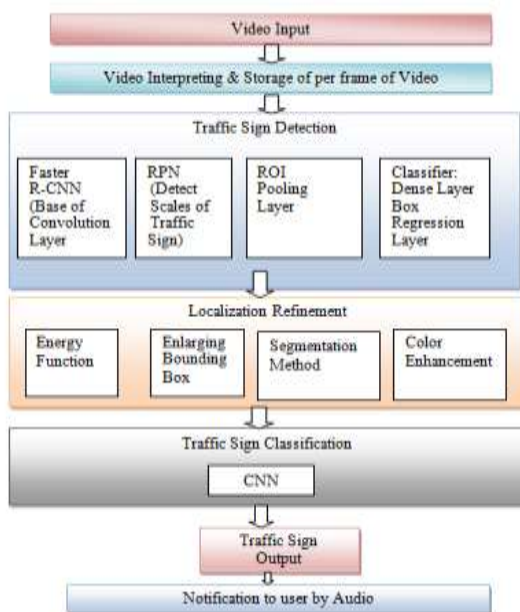 Video Input
Video Interpreting & Storage of per frame of Video
Traffic Sign Detection
Faster
R-CNN
(Base of
Convolution
Layer
RPN
(Detect
Scales of
Traffic
Sign)
ROI
Pooling
Layer
Classifier:
Dense Layer
Box
Regression
Layer
Localization Refinement
Energy
Function
Enlarging
Bounding
Box
Segmentation
Method
Color
Enhancement
Traffic Sign Classification
CNN
Traffic Sign
Output
Notification to user by Audio